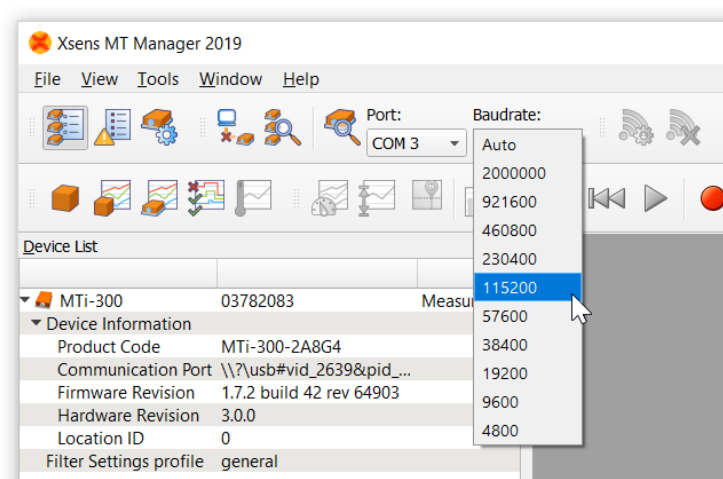 Xsens MT Manager 2019
File View Tools Window Help
Port: Baudrate:
COM 3
Auto
2000000
921600
460800
230400
115200
57600
38400
19200
9600
4800
Device List
MTi-300 03782083
Device Information
Product Code MTi-300-2A8G4
Communication Port \\?\usb#vid_2639&pid_...
Firmware Revision 1.7.2 build 42 rev 64903
Hardware Revision 3.0.0
Location ID 0
Filter Settings profile general